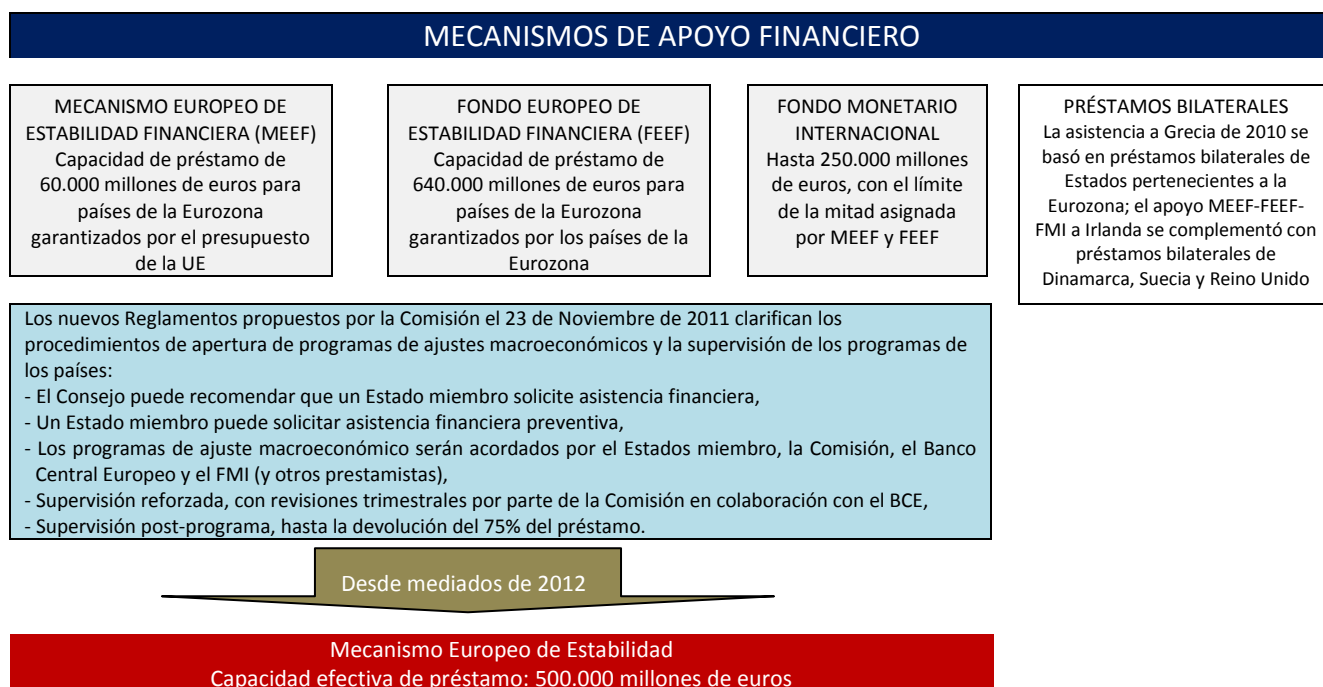 MECANISMOS DE APOYO FINANCIERO
MECANISMO EUROPEO DE
ESTABILIDAD FINANCIERA (MEEF)
Capacidad de préstamo de
60.000 millones de euros para
países de la Eurozona
garantizados por el presupuesto
de la UE
FONDO EUROPEO DE
ESTABILIDAD FINANCIERA (FEEF)
Capacidad de préstamo de
640.000 millones de euros para
países de la Eurozona
garantizados por los países de la
Eurozona
FONDO MONETARIO
INTERNACIONAL
Hasta 250.000 millones
de euros, con el límite
de la mitad asignada
por MEEF y FEEF
PRÉSTAMOS BILATERALES
La asistencia a Grecia de 2010 se
basó en préstamos bilaterales de
Estados pertenecientes a la
Eurozona; el apoyo MEEF-FEEF-
FMI a Irlanda se complementó con
préstamos bilaterales de
Dinamarca, Suecia y Reino Unido
Los nuevos Reglamentos propuestos por la Comisión el 23 de Noviembre de 2011 clarifican los
procedimientos de apertura de programas de ajustes macroeconómicos y la supervisión de los programas de
los países:
- El Consejo puede recomendar que un Estado miembro solicite asistencia financiera,
- Un Estado miembro puede solicitar asistencia financiera preventiva,
- Los programas de ajuste macroeconómico serán acordados por el Estados miembro, la Comisión, el Banco
Central Europeo y el FMI (y otros prestamistas),
- Supervisión reforzada, con revisiones trimestrales por parte de la Comisión en colaboración con el BCE,
- Supervisión post-programa, hasta la devolución del 75% del préstamo.
Desde mediados de 2012
Mecanismo Europeo de Estabilidad
Capacidad efectiva de préstamo: 500.000 millones de euros